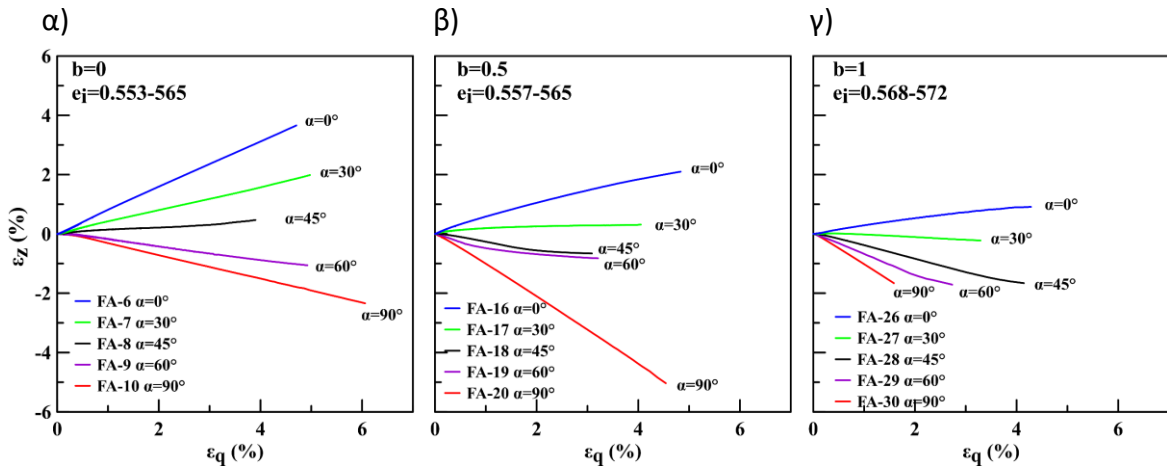 α)
b=0
ei=0.553-565
α=0°
α=30°
α=45°
α=60°
α=90°
FA-6 α=0°
FA-7 α=30°
FA-8 α=45°
FA-9 α=60°
FA-10 α=90°
6
4
2
0
-2
-4
-6
εz (%)
0
2
4
6
εq (%)
β)
b=0.5
ei=0.557-565
α=0°
α=30°
α=45°
α=60°
α=90°
FA-16 α=0°
FA-17 α=30°
FA-18 α=45°
FA-19 α=60°
FA-20 α=90°
0
2
4
6
εq (%)
γ)
b=1
ei=0.568-572
α=0°
α=30°
α=45°
α=60°
α=90°
FA-26 α=0°
FA-27 α=30°
FA-28 α=45°
FA-29 α=60°
FA-30 α=90°
0
2
4
6
εq (%)